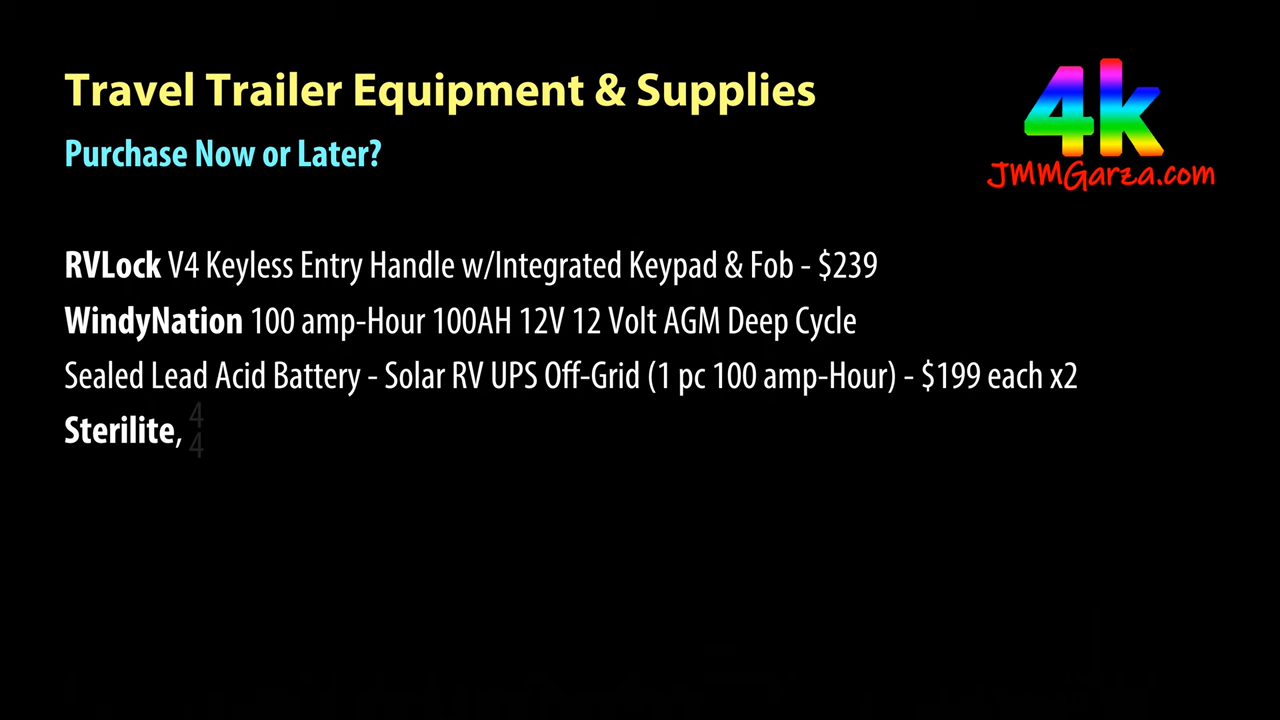 Travel Trailer Equipment & Supplies
4k
Purchase Now or Later?
JMMGarza.com
RVLock V4 Keyless Entry Handle w/Integrated Keypad & Fob - $239
WindyNation 100 amp-Hour 100AH 12V 12 Volt AGM Deep Cycle
Sealed Lead Acid Battery - Solar RV UPS Off-Grid (1 pc 100 amp-Hour) - $199 each x2
Sterilite, 4
4